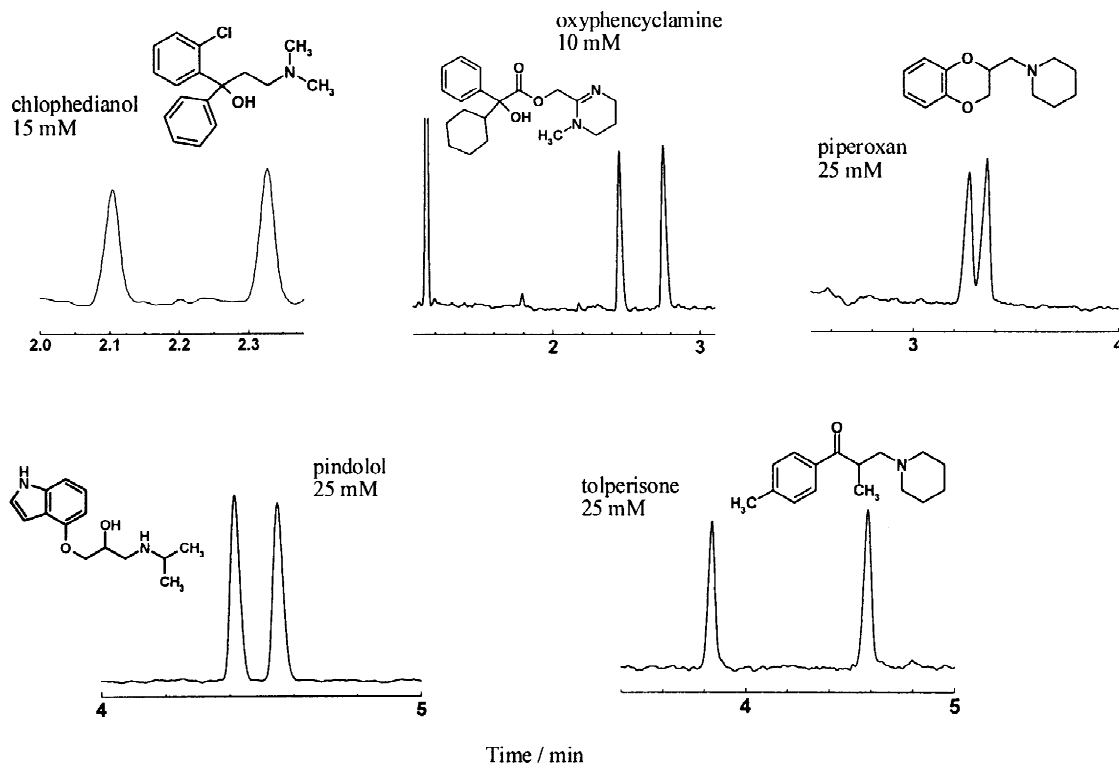 chlophedianol
15 mM
Cl
CH3
N
CH3
OH
2.0 2.1 2.2 2.3
oxyphencyclamine
10 mM
O
O
N
OH
N
H3C
2 3
piperoxan
25 mM
O
N
O
3 4
pindolol
25 mM
H
N
OH
H
O
N
CH3
CH3
4 5
tolperisone
25 mM
O
N
H3C
CH3
4 5
Time / min